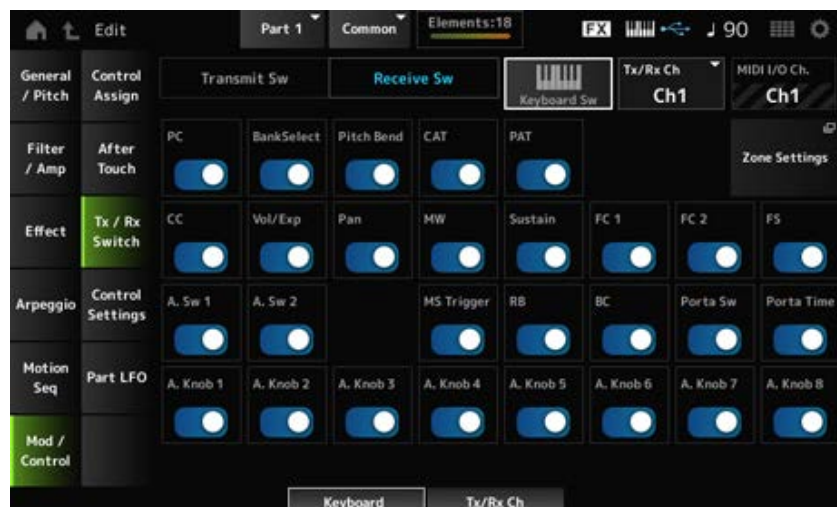 Edit
Part 1
Common
Elements:18
FX
90
General / Pitch
Control Assign
Transmit Sw
Receive Sw
Keyboard Sw
Tx/Rx Ch
Ch1
MIDI I/O Ch.
Ch1
Filter / Amp
After Touch
PC
BankSelect
Pitch Bend
CAT
PAT
Zone Settings
Effect
Tx / Rx Switch
CC
Vol/Exp
Pan
MW
Sustain
FC 1
FC 2
FS
Arpeggio
Control Settings
A. Sw 1
A. Sw 2
MS Trigger
RB
BC
Porta Sw
Porta Time
Motion Seq
Part LFO
A. Knob 1
A. Knob 2
A. Knob 3
A. Knob 4
A. Knob 5
A. Knob 6
A. Knob 7
A. Knob 8
Mod / Control
Keyboard
Tx/Rx Ch